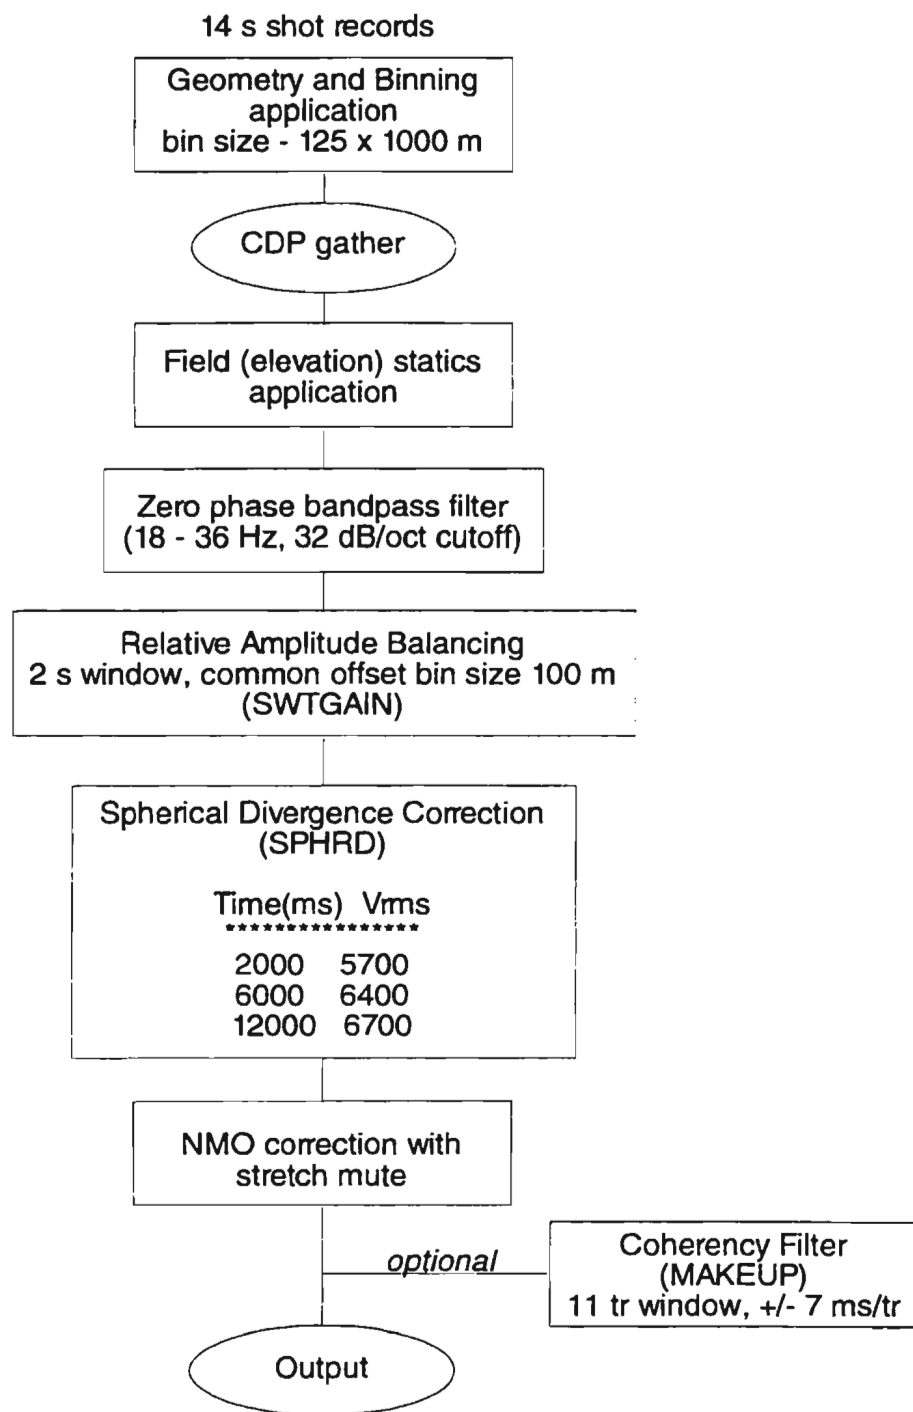 14 s shot records
Geometry and Binning
application
bin size - 125 x 1000 m
CDP gather
Field (elevation) statics
application
Zero phase bandpass filter
(18 - 36 Hz, 32 dB/oct cutoff)
Relative Amplitude Balancing
2 s window, common offset bin size 100 m
(SWTGAIN)
Spherical Divergence Correction
(SPHRD)
Time(ms) Vrms
*****************
2000 5700
6000 6400
12000 6700
NMO correction with
stretch mute
optional
Coherency Filter
(MAKEUP)
11 tr window, +/- 7 ms/tr
Output